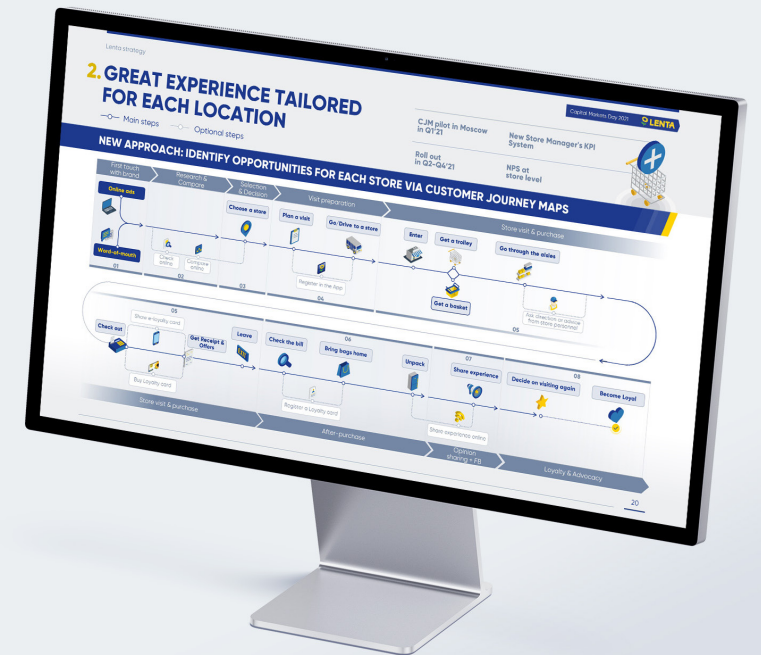 Lenta strategy
Capital Markets Day 2021
LENTA
2. GREAT EXPERIENCE TAILORED
FOR EACH LOCATION
Main steps
Optional steps
CJM pilot in Moscow
in Q1'21
New Store Manager's KPI
System
Roll out
in Q2-Q4'21
NPS at
store level
NEW APPROACH: IDENTIFY OPPORTUNITIES FOR EACH STORE VIA CUSTOMER JOURNEY MAPS
First touch
with brand
Research &
Compare
Selection
& Decision
Visit preparation
Store visit & purchase
Online ads
Word-of-mouth
Check
online
Compare
online
Choose a store
Plan a visit
Go/Drive to a store
Register in the App
Enter
Get a trolley
Get a basket
Go through the aisles
Ask direction or advice
from store personnel
01
02
03
04
05
05
06
07
08
Check out
Show e-loyalty card
Buy Loyalty card
Get Receipt &
Offers
Leave
Check the bill
Register a Loyalty card
Bring bags home
Unpack
Share experience
Share experience online
Decide on visiting again
Become Loyal
Store visit & purchase
After-purchase
Opinion
sharing + FB
Loyalty & Advocacy
20